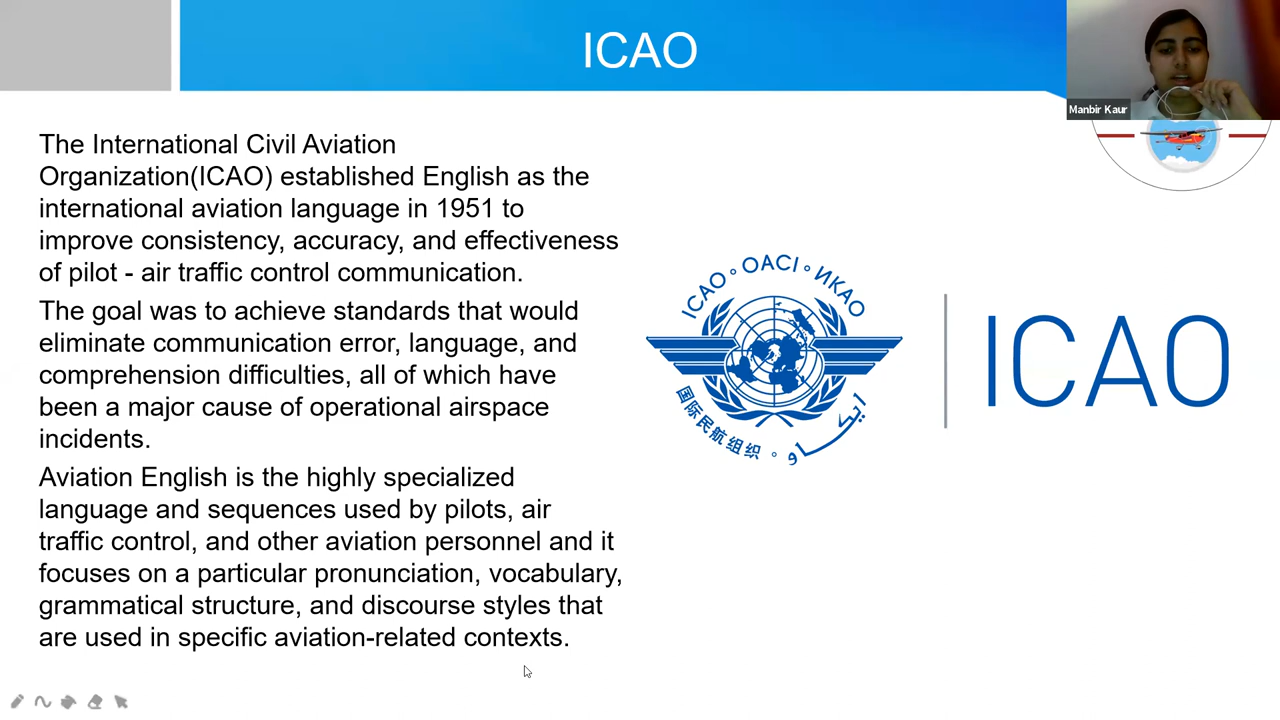 ICAO
Manbir Kaur
The International Civil Aviation
Organization(ICAO) established English as the
international aviation language in 1951 to
improve consistency, accuracy, and effectiveness
of pilot - air traffic control communication.
The goal was to achieve standards that would
eliminate communication error, language, and
comprehension difficulties, all of which have
been a major cause of operational airspace
incidents.
Aviation English is the highly specialized
language and sequences used by pilots, air
traffic control, and other aviation personnel and it
focuses on a particular pronunciation, vocabulary,
grammatical structure, and discourse styles that
are used in specific aviation-related contexts.
ICAO ° OACI ° ИКАО
国际民航组织 ° ايكاو
ICAO